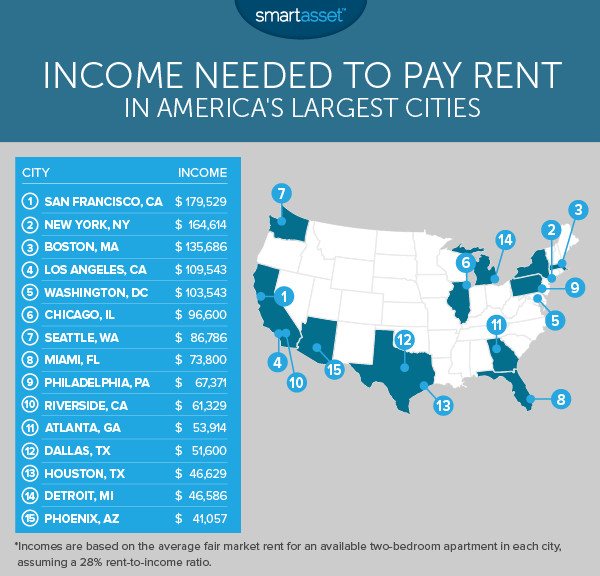 smartasset™
INCOME NEEDED TO PAY RENT
IN AMERICA'S LARGEST CITIES
CITY INCOME
1 SAN FRANCISCO, CA $ 179,529
2 NEW YORK, NY $ 164,614
3 BOSTON, MA $ 135,686
4 LOS ANGELES, CA $ 109,543
5 WASHINGTON, DC $ 103,543
6 CHICAGO, IL $ 96,600
7 SEATTLE, WA $ 86,786
8 MIAMI, FL $ 73,800
9 PHILADELPHIA, PA $ 67,371
10 RIVERSIDE, CA $ 61,329
11 ATLANTA, GA $ 53,914
12 DALLAS, TX $ 51,600
13 HOUSTON, TX $ 46,629
14 DETROIT, MI $ 46,586
15 PHOENIX, AZ $ 41,057
7
3
2
14
6
9
1
5
11
12
4
15
10
13
8
*Incomes are based on the average fair market rent for an available two-bedroom apartment in each city,
assuming a 28% rent-to-income ratio.